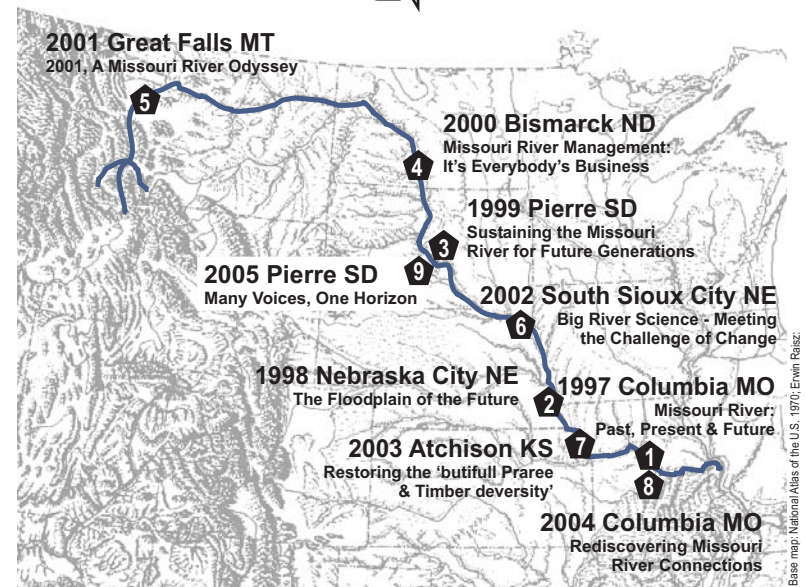 2001 Great Falls MT
2001, A Missouri River Odyssey
5
2000 Bismarck ND
Missouri River Management:
It's Everybody's Business
4
1999 Pierre SD
Sustaining the Missouri
River for Future Generations
3
9
2005 Pierre SD
Many Voices, One Horizon
2002 South Sioux City NE
Big River Science - Meeting
the Challenge of Change
6
1998 Nebraska City NE
The Floodplain of the Future
2
1997 Columbia MO
Missouri River:
Past, Present & Future
7
1
2003 Atchison KS
Restoring the 'butifull Praree
& Timber deversity'
8
2004 Columbia MO
Rediscovering Missouri
River Connections
Base map: National Atlas of the U.S. 1970; Erwin Raisz;